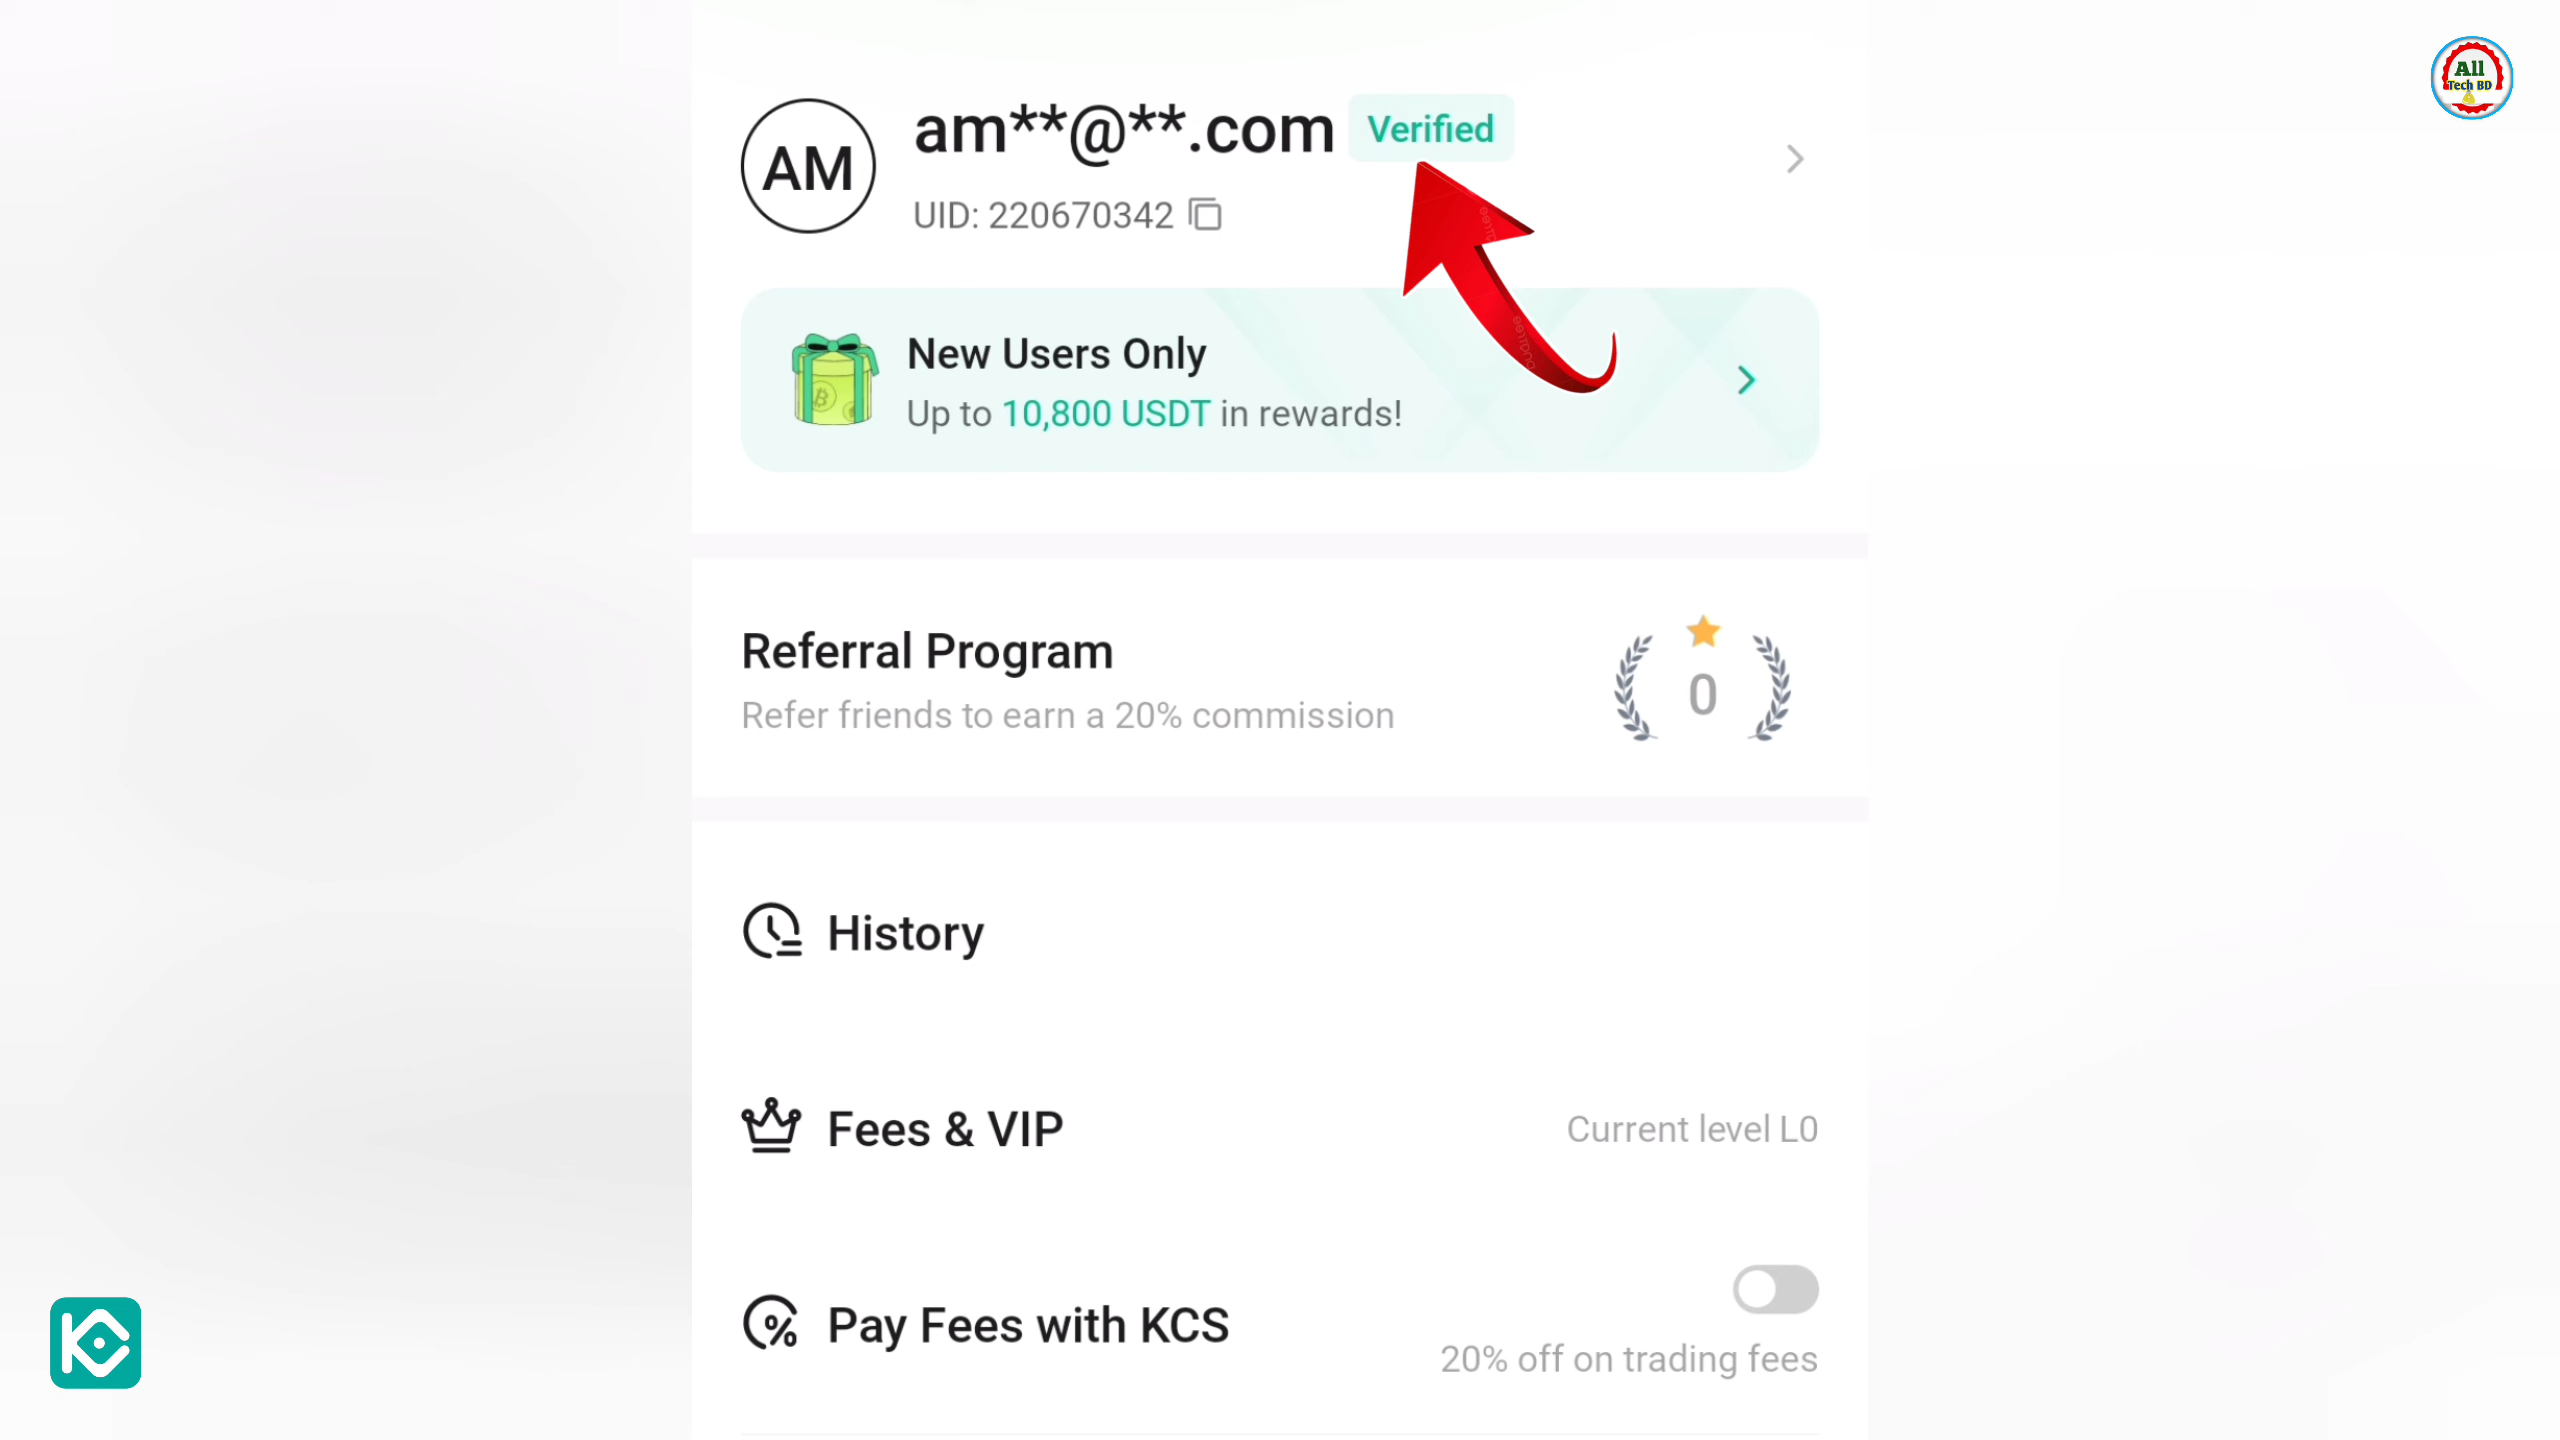 All
Tech BD
AM
am**@**.com Verified
UID: 220670342
New Users Only
Up to 10,800 USDT in rewards!
Referral Program
Refer friends to earn a 20% commission
0
History
Fees & VIP
Current level L0
Pay Fees with KCS
20% off on trading fees